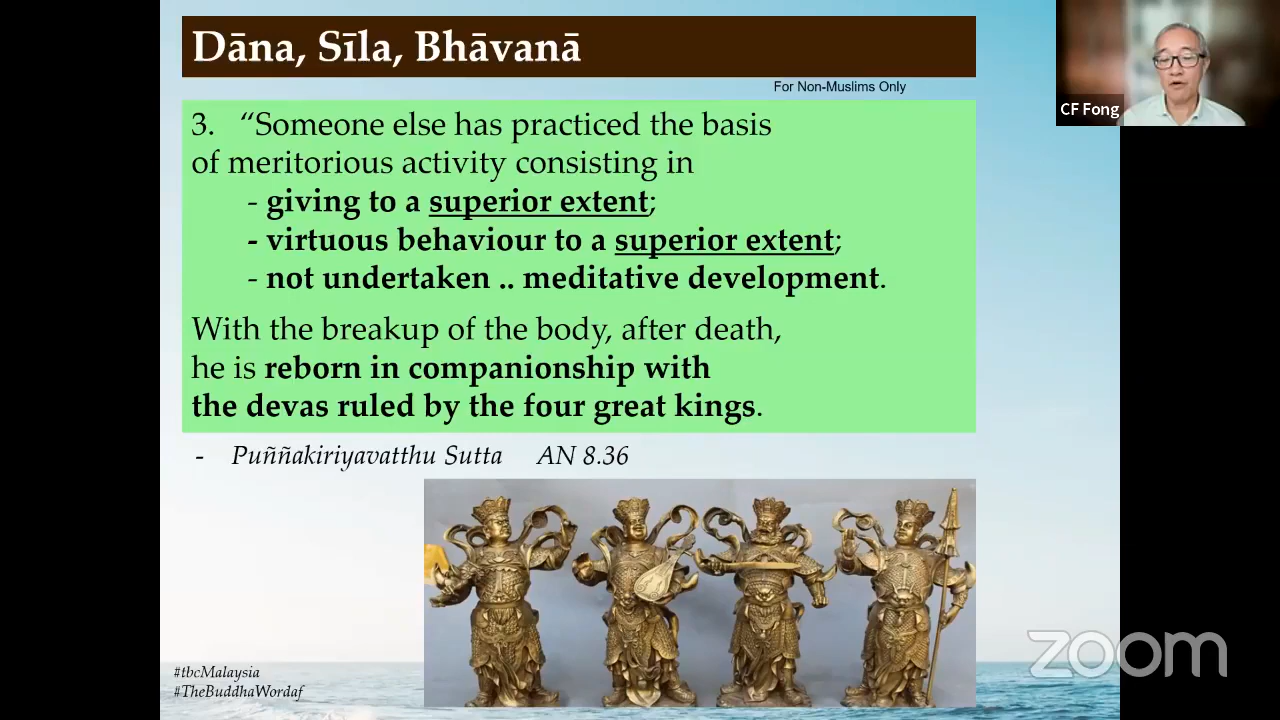 Dāna, Sīla, Bhāvanā
For Non-Muslims Only
CF Fong
3. “Someone else has practiced the basis
of meritorious activity consisting in
- giving to a superior extent;
- virtuous behaviour to a superior extent;
- not undertaken .. meditative development.
With the breakup of the body, after death,
he is reborn in companionship with
the devas ruled by the four great kings.
- Puññakiriyavatthu Sutta AN 8.36
#tbcMalaysia
#TheBuddhaWordaf
zoom